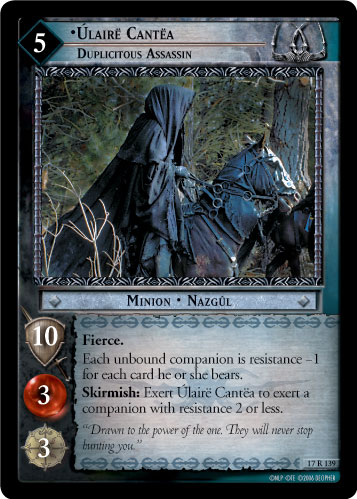 5
•Úlairë Cantëa
Duplicitous Assassin
Minion • Nazgûl
10
Fierce.
Each unbound companion is resistance –1
for each card he or she bears.
3
Skirmish: Exert Úlairë Cantëa to exert a
companion with resistance 2 or less.
3
"Drawn to the power of the one. They will never stop
hunting you."
17 R 139